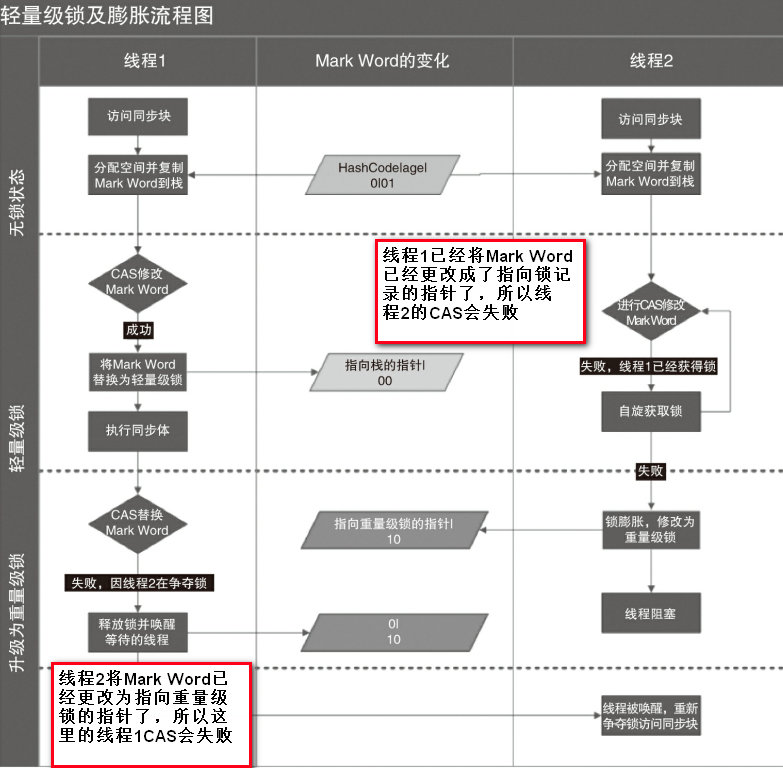 轻量级锁及膨胀流程图
线程1
Mark Word的变化
线程2
无锁状态
访问同步块
分配空间并复制
Mark Word到栈
HashCodelagel
0l01
访问同步块
分配空间并复制
Mark Word到栈
轻量级锁
CAS修改
Mark Word
成功
将Mark Word
替换为轻量级锁
执行同步体
线程1已经将Mark Word
已经更改成了指向锁记
录的指针了，所以线程
2的CAS会失败
指向栈的指针l
00
进行CAS修改
Mark Word
失败，线程1已经获得锁
自旋获取锁
失败
升级为重量级锁
CAS替换
Mark Word
失败，因线程2在争夺锁
释放锁并唤醒
等待的线程
指向重量级锁的指针l
10
0l
10
锁膨胀，修改为
重量级锁
线程阻塞
线程2将Mark Word已
经更改为指向重量级
锁的指针了，所以这
里的线程1CAS会失败
线程被唤醒，重新
争夺锁访问同步块